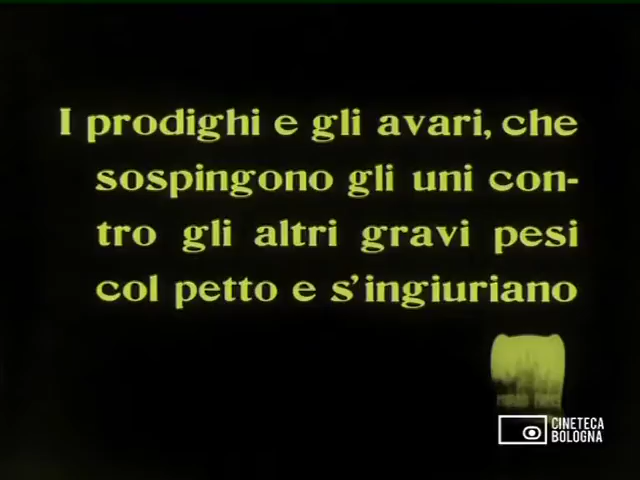 I prodighi e gli avari, che
sospingono gli uni con-
tro gli altri gravi pesi
col petto e s'ingiuriano
CINETECA
BOLOGNA